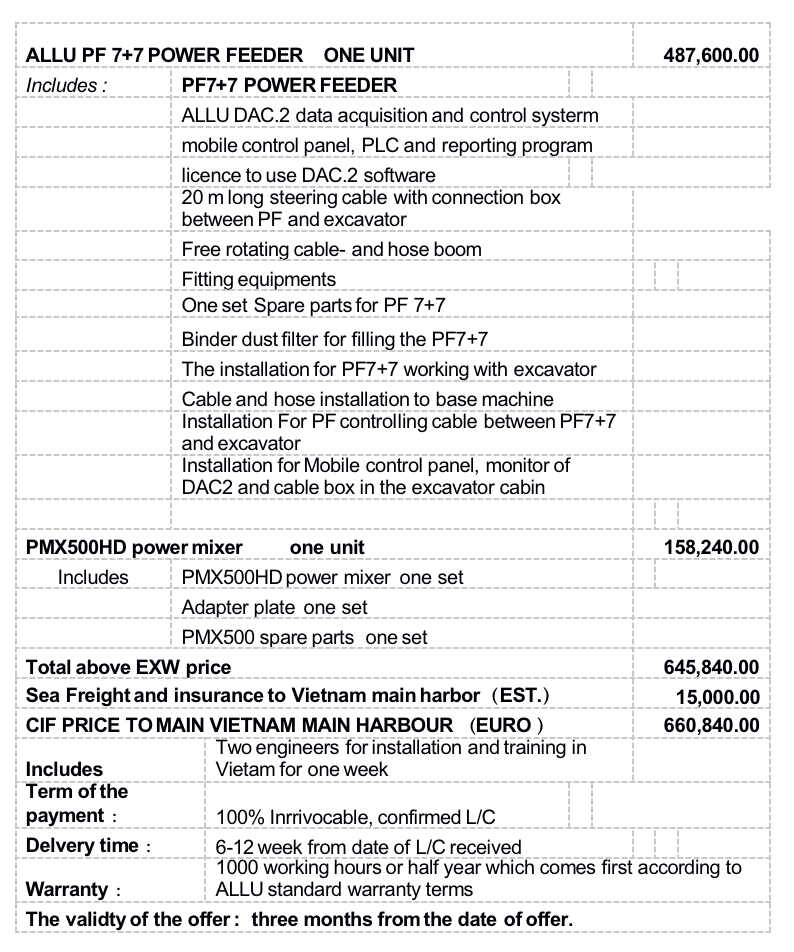 ALLU PF 7+7 POWER FEEDER ONE UNIT 487,600.00
Includes : PF7+7 POWER FEEDER
ALLU DAC.2 data acquisition and control systerm
mobile control panel, PLC and reporting program
licence to use DAC.2 software
20 m long steering cable with connection box
between PF and excavator
Free rotating cable- and hose boom
Fitting equipments
One set Spare parts for PF 7+7
Binder dust filter for filling the PF7+7
The installation for PF7+7 working with excavator
Cable and hose installation to base machine
Installation For PF controlling cable between PF7+7
and excavator
Installation for Mobile control panel, monitor of
DAC2 and cable box in the excavator cabin
PMX500HD power mixer one unit 158,240.00
Includes PMX500HD power mixer one set
Adapter plate one set
PMX500 spare parts one set
Total above EXW price 645,840.00
Sea Freight and insurance to Vietnam main harbor（EST.） 15,000.00
CIF PRICE TO MAIN VIETNAM MAIN HARBOUR （EURO ） 660,840.00
Two engineers for installation and training in
Includes Vietam for one week
Term of the
payment： 100% Inrrivocable, confirmed L/C
Delvery time： 6-12 week from date of L/C received
1000 working hours or half year which comes first according to
Warranty： ALLU standard warranty terms
The validty of the offer： three months from the date of offer.